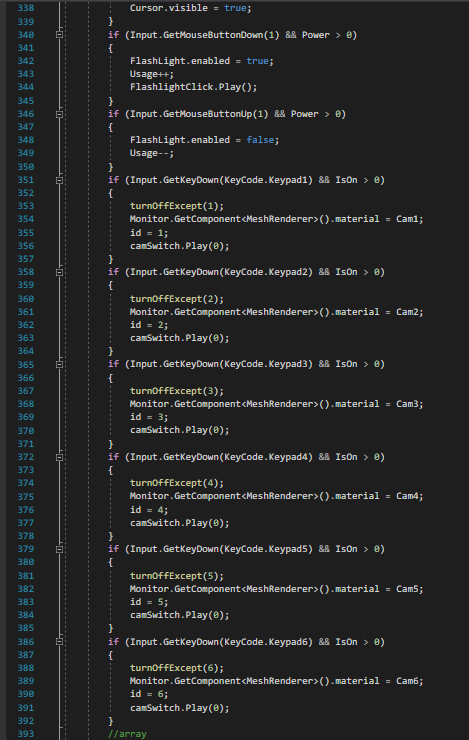 338 Cursor.visible = true;
339 }
340 if (Input.GetMouseButtonDown(1) && Power > 0)
341 {
342 FlashLight.enabled = true;
343 Usage++;
344 FlashlightClick.Play();
345 }
346 if (Input.GetMouseButtonUp(1) && Power > 0)
347 {
348 FlashLight.enabled = false;
349 Usage--;
350 }
351 if (Input.GetKeyDown(KeyCode.Keypad1) && IsOn > 0)
352 {
353 turnOffExcept(1);
354 Monitor.GetComponent<MeshRenderer>().material = Cam1;
355 id = 1;
356 camSwitch.Play(0);
357 }
358 if (Input.GetKeyDown(KeyCode.Keypad2) && IsOn > 0)
359 {
360 turnOffExcept(2);
361 Monitor.GetComponent<MeshRenderer>().material = Cam2;
362 id = 2;
363 camSwitch.Play(0);
364 }
365 if (Input.GetKeyDown(KeyCode.Keypad3) && IsOn > 0)
366 {
367 turnOffExcept(3);
368 Monitor.GetComponent<MeshRenderer>().material = Cam3;
369 id = 3;
370 camSwitch.Play(0);
371 }
372 if (Input.GetKeyDown(KeyCode.Keypad4) && IsOn > 0)
373 {
374 turnOffExcept(4);
375 Monitor.GetComponent<MeshRenderer>().material = Cam4;
376 id = 4;
377 camSwitch.Play(0);
378 }
379 if (Input.GetKeyDown(KeyCode.Keypad5) && IsOn > 0)
380 {
381 turnOffExcept(5);
382 Monitor.GetComponent<MeshRenderer>().material = Cam5;
383 id = 5;
384 camSwitch.Play(0);
385 }
386 if (Input.GetKeyDown(KeyCode.Keypad6) && IsOn > 0)
387 {
388 turnOffExcept(6);
389 Monitor.GetComponent<MeshRenderer>().material = Cam6;
390 id = 6;
391 camSwitch.Play(0);
392 }
393 //array